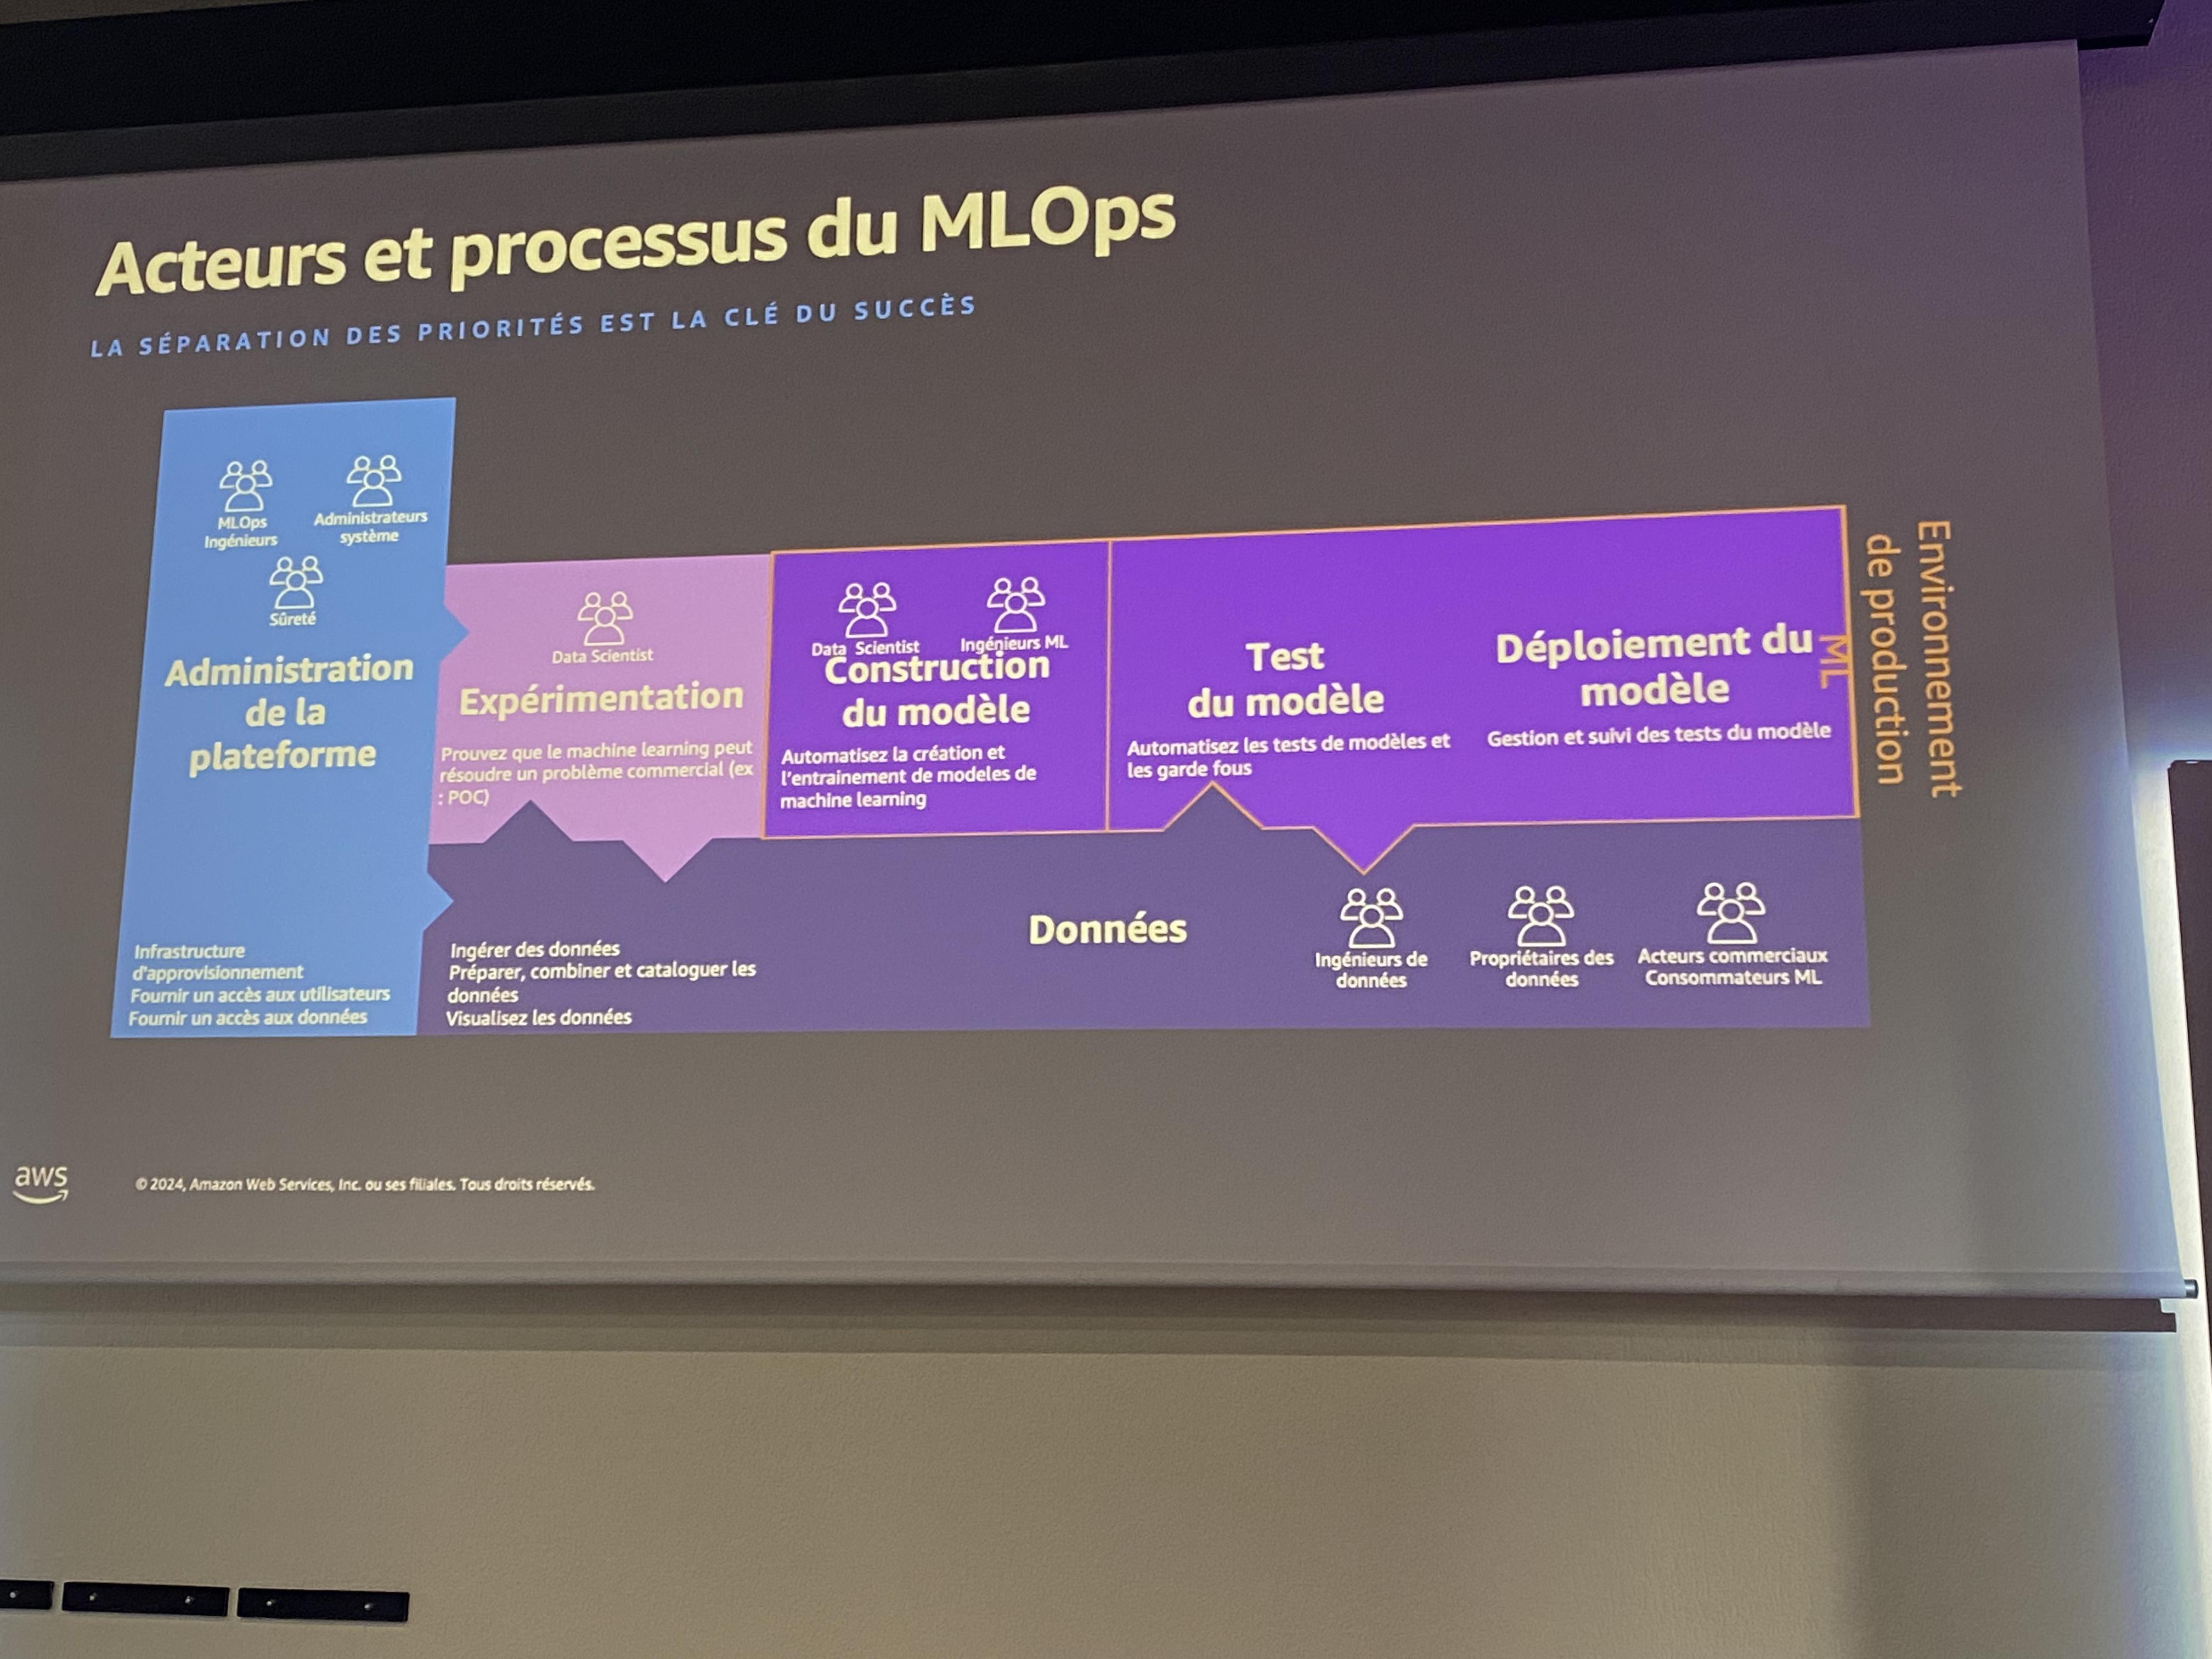 Acteurs et processus du MLOps
LA SÉPARATION DES PRIORITÉS EST LA CLÉ DU SUCCÈS
MLOps
Ingénieurs
Administrateurs
système
Sûreté
Administration
de la
plateforme
Infrastructure
d'approvisionnement
Fournir un accès aux utilisateurs
Fournir un accès aux données
Data Scientist
Expérimentation
Prouvez que le machine learning peut
résoudre un problème commercial (ex
: POC)
Data Scientist
Ingénieurs ML
Construction
du modèle
Automatisez la création et
l'entrainement de modeles de
machine learning
Test
du modèle
Automatisez les tests de modèles et
les garde fous
Déploiement du
modèle
Gestion et suivi des tests du modèle
Environnement
de production
ML
Ingérer des données
Préparer, combiner et cataloguer les
données
Visualisez les données
Données
Ingénieurs de
données
Propriétaires des
données
Acteurs commerciaux
Consommateurs ML
aws
© 2024, Amazon Web Services, Inc. ou ses filiales. Tous droits réservés.